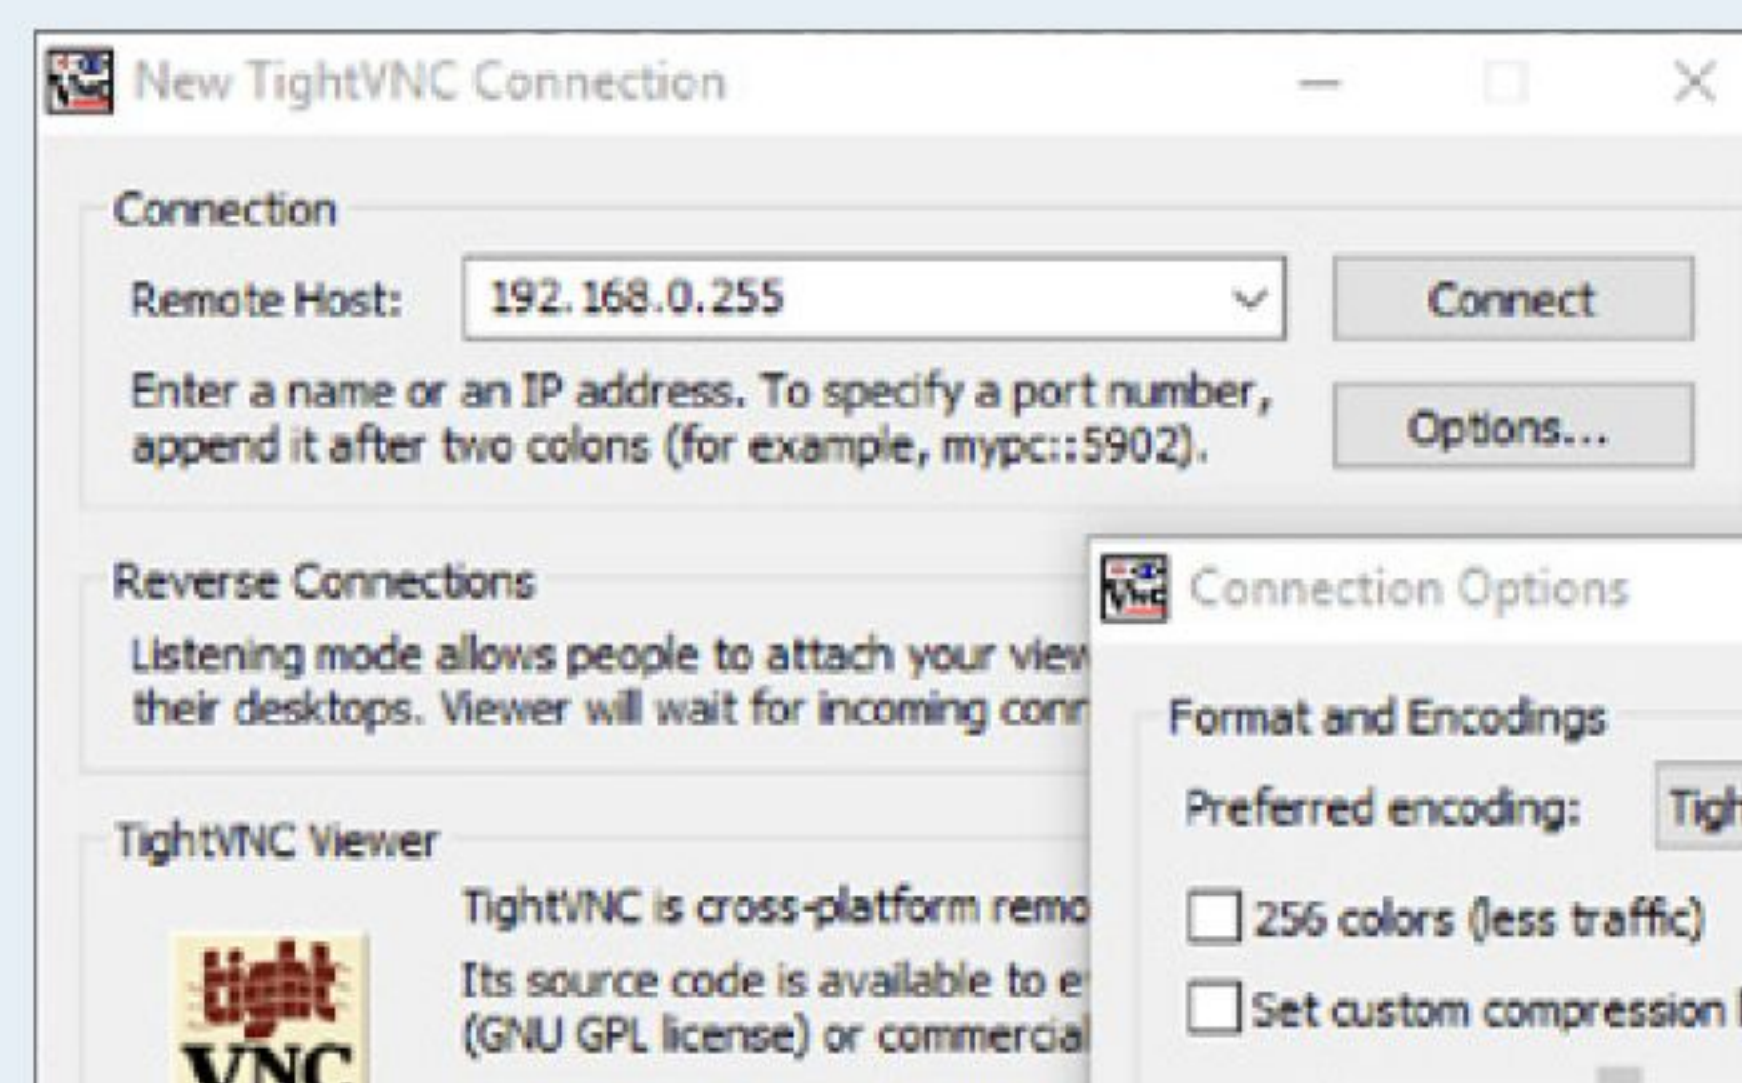 New TightVNC Connection
Connection
Remote Host: 192.168.0.255 Connect
Enter a name or an IP address. To specify a port number,
append it after two colons (for example, mypc::5902).
Options...
Reverse Connections
Listening mode allows people to attach your view
their desktops. Viewer will wait for incoming conn
TightVNC Viewer
TightVNC is cross-platform remo
Its source code is available to e
(GNU GPL license) or commercial
tight
VNC
Connection Options
Format and Encodings
Preferred encoding: Tigh
256 colors (less traffic)
Set custom compression